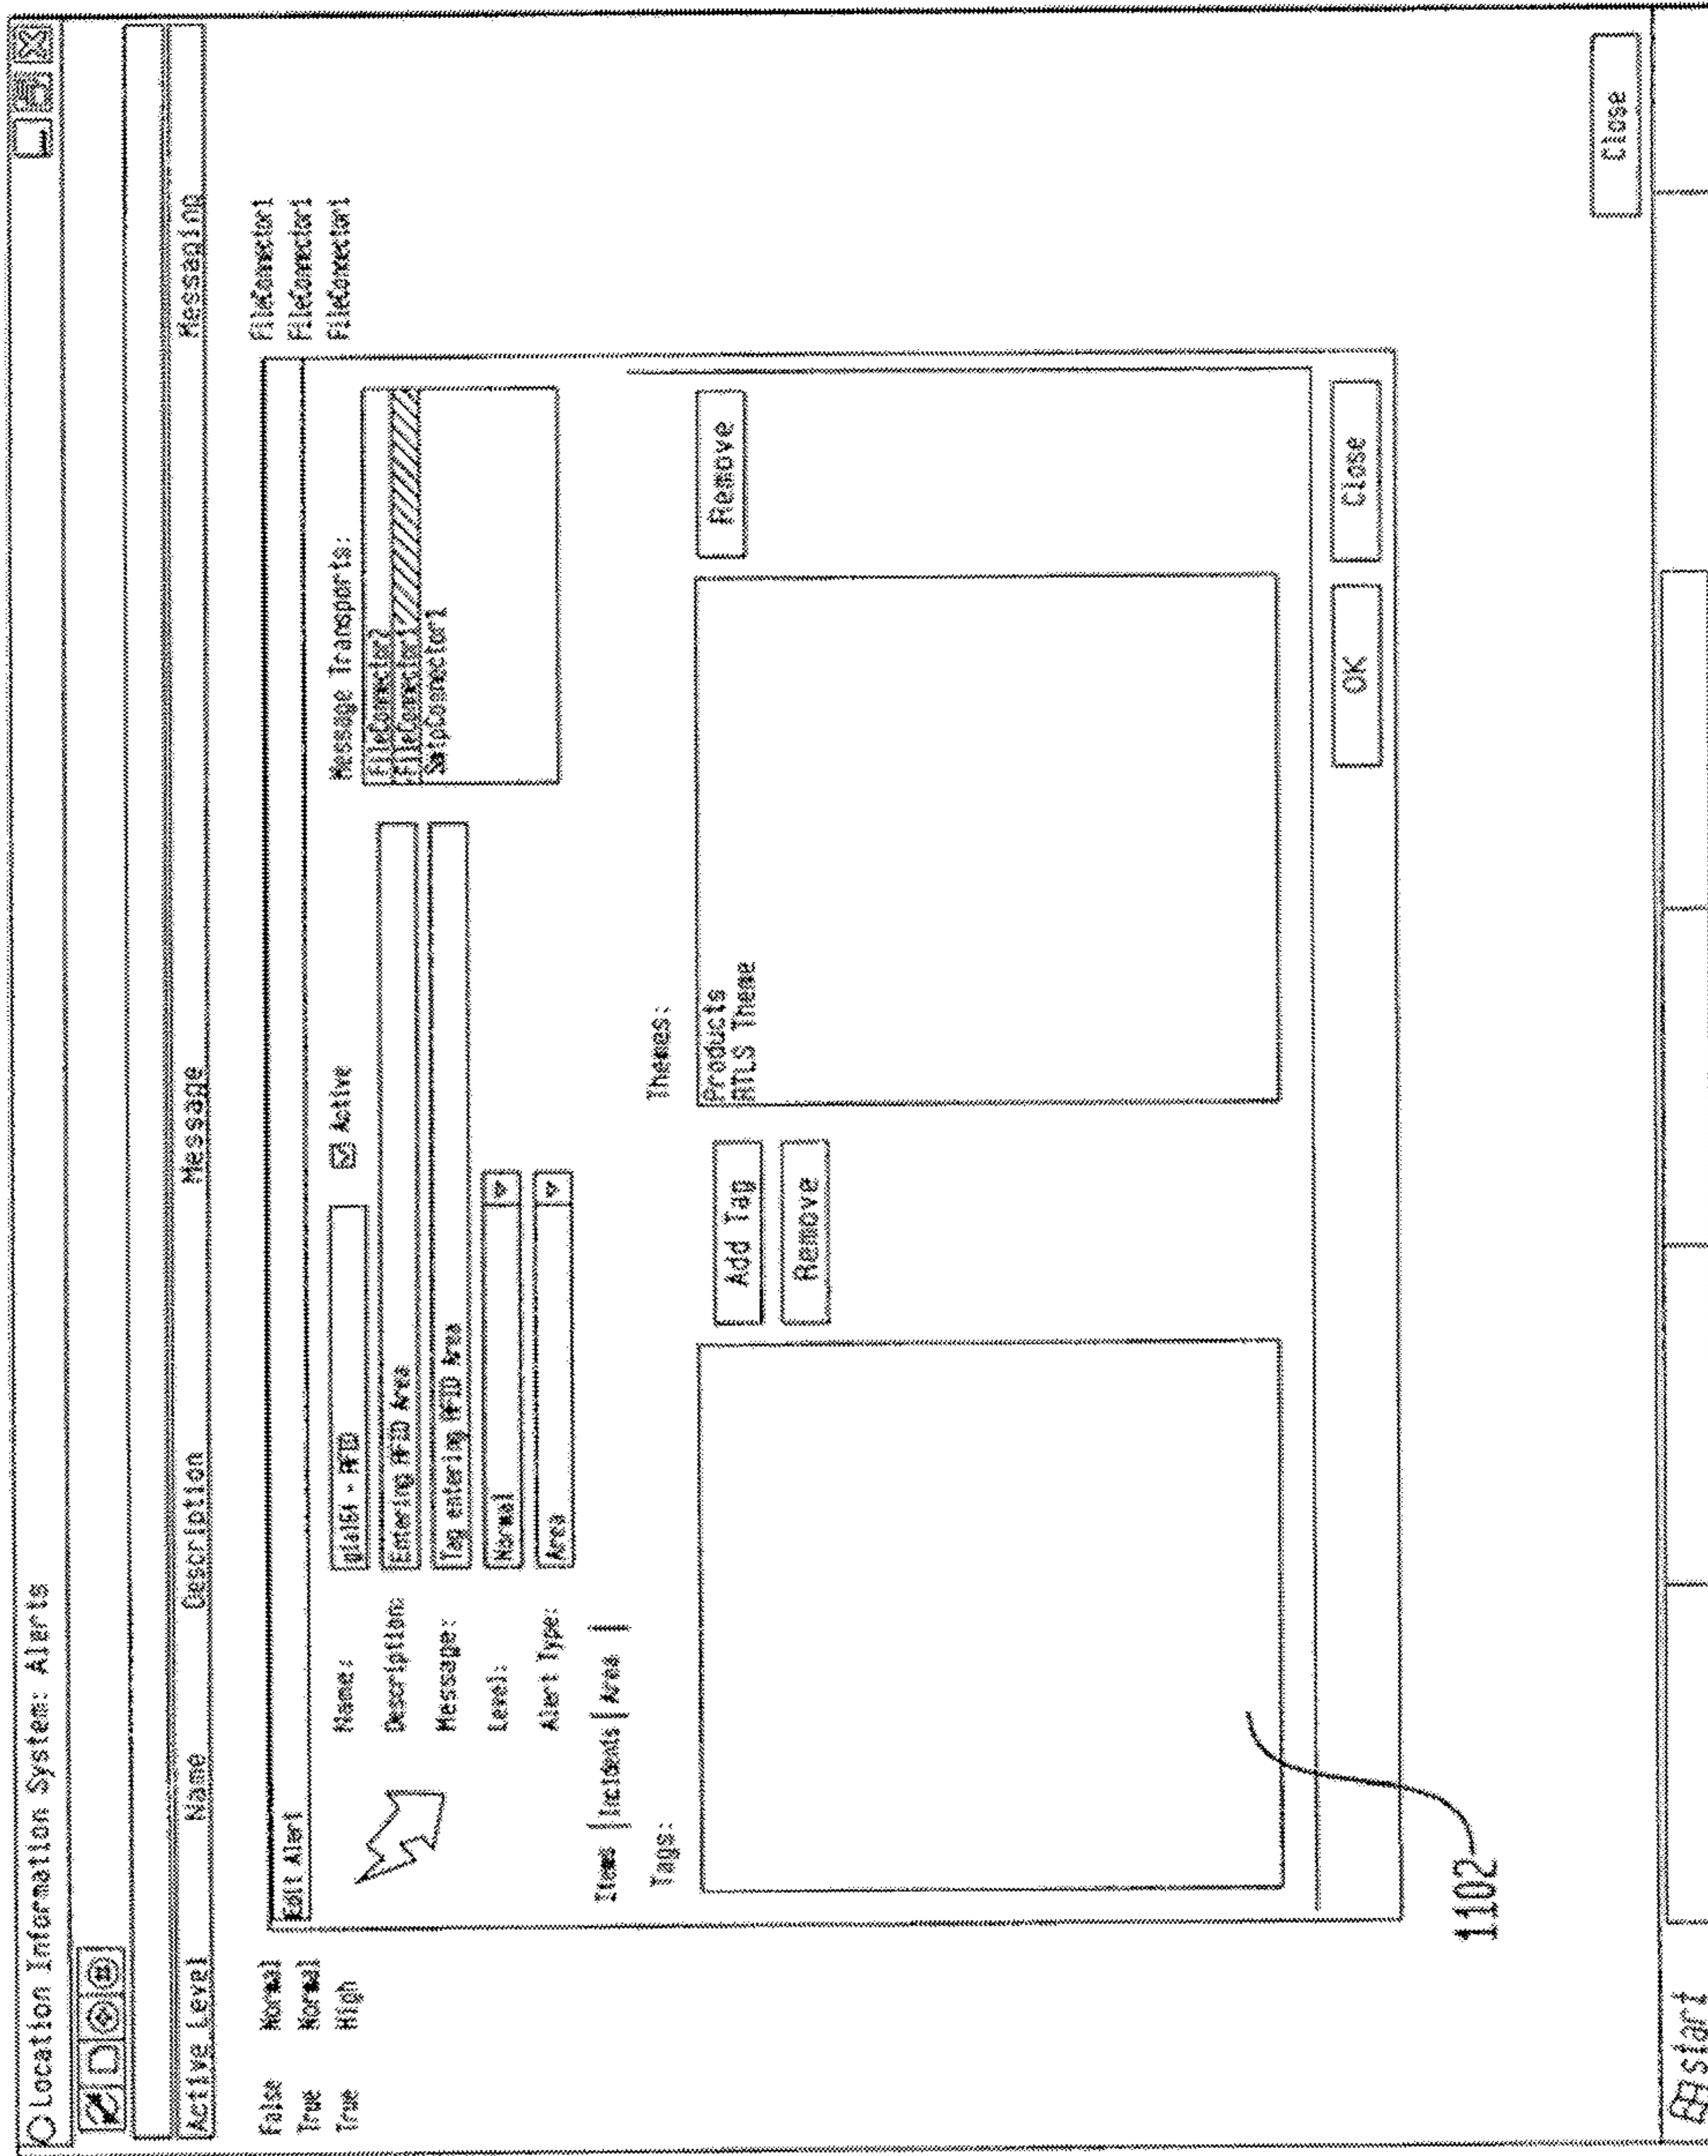 Location Information System: Alerts
Active Level Name Description Message Messaging
False Normal FileConnector1
True Normal FileConnector1
True High FileConnector1
Edit Alert
Name: - RFID Active
Description: Entering RFID Area
Message: Tag entering RFID Area
Level: Normal
Alert Type: Area
Message Transports:
FileConnector2
FileConnector1
SmtpConnector1
Items Incidents Area
Tags:
Add Tag
Remove
Themes:
Products
RTLS Theme
Remove
OK Close
1102
Close
start